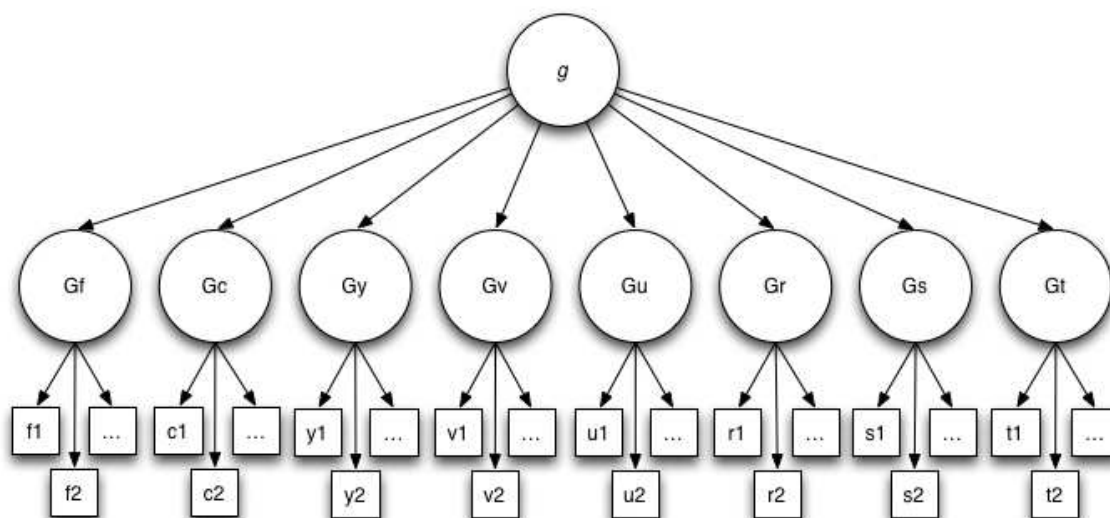 g
Gf Gc Gy Gv Gu Gr Gs Gt
f1 ... c1 ... y1 ... v1 ... u1 ... r1 ... s1 ... t1 ...
f2 c2 y2 v2 u2 r2 s2 t2